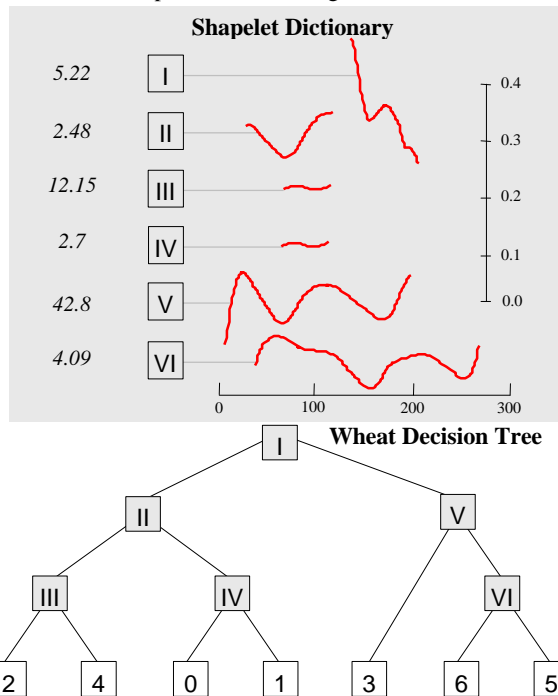 Shapelet Dictionary
5.22 I
0.4
2.48 II
0.3
12.15 III
0.2
2.7 IV
0.1
42.8 V
0.0
4.09 VI
0 100 200 300
Wheat Decision Tree
I
II V
III IV VI
2 4 0 1 3 6 5